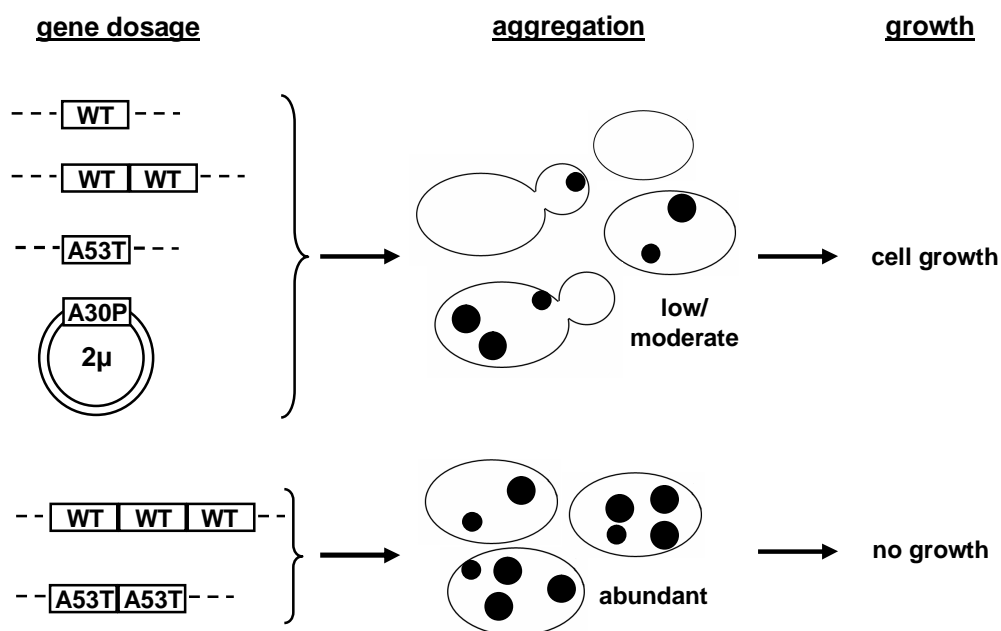 gene dosage
aggregation
growth
WT
WT WT
A53T
A30P
2µ
low/
moderate
cell growth
WT WT WT
A53T A53T
abundant
no growth